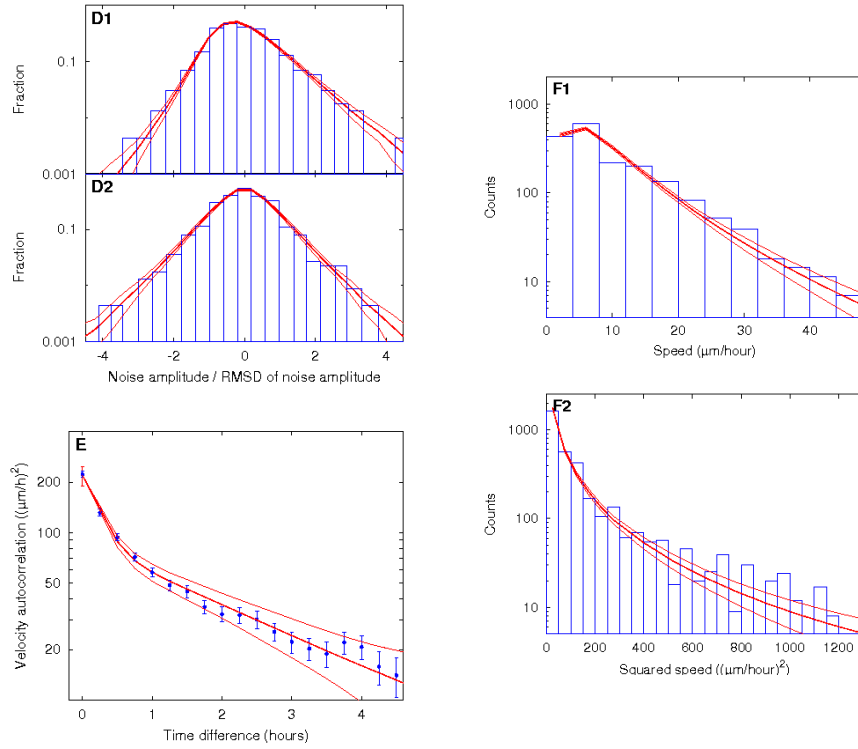 D1
Fraction
0.1
0.001
D2
Fraction
0.1
0.001
-4 -2 0 2 4
Noise amplitude / RMSD of noise amplitude
F1
Counts
1000
100
10
0 10 20 30 40
Speed (μm/hour)
E
Velocity autocorrelation ((μm/h)²)
200
100
50
20
0 1 2 3 4
Time difference (hours)
F2
Counts
1000
100
10
0 200 400 600 800 1000 1200
Squared speed ((μm/hour)²)